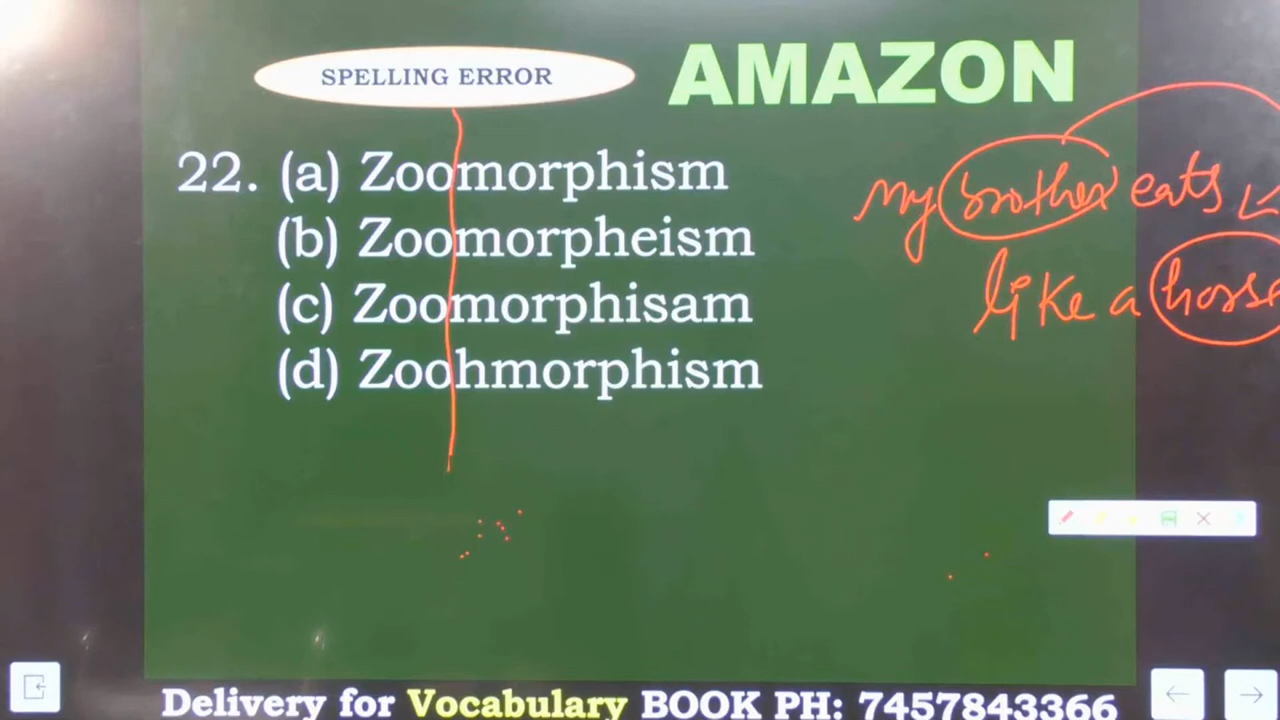 SPELLING ERROR
AMAZON
22. (a) Zoomorphism
(b) Zoomorpheism
(c) Zoomorphisam
(d) Zoohmorphism
My brother eats
like a horse
Delivery for Vocabulary BOOK PH: 7457843366